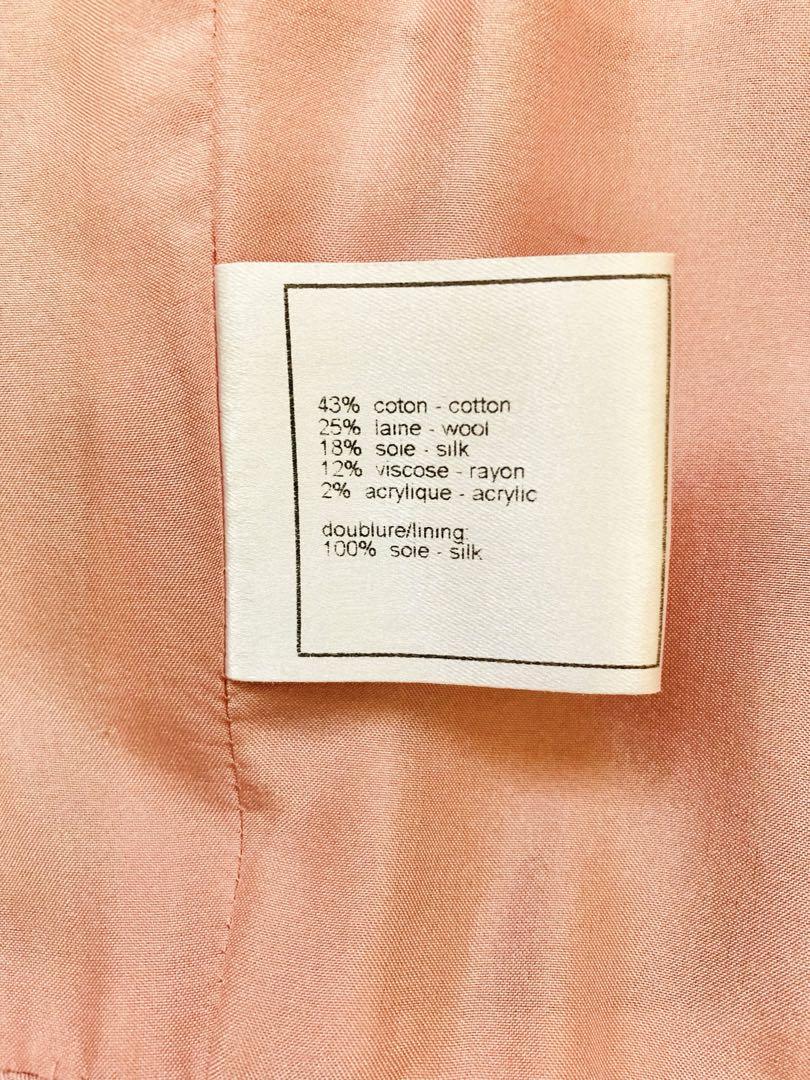 43% coton - cotton
25% laine - wool
18% soie - silk
12% viscose - rayon
2% acrylique - acrylic
doublure/lining:
100% soie - silk